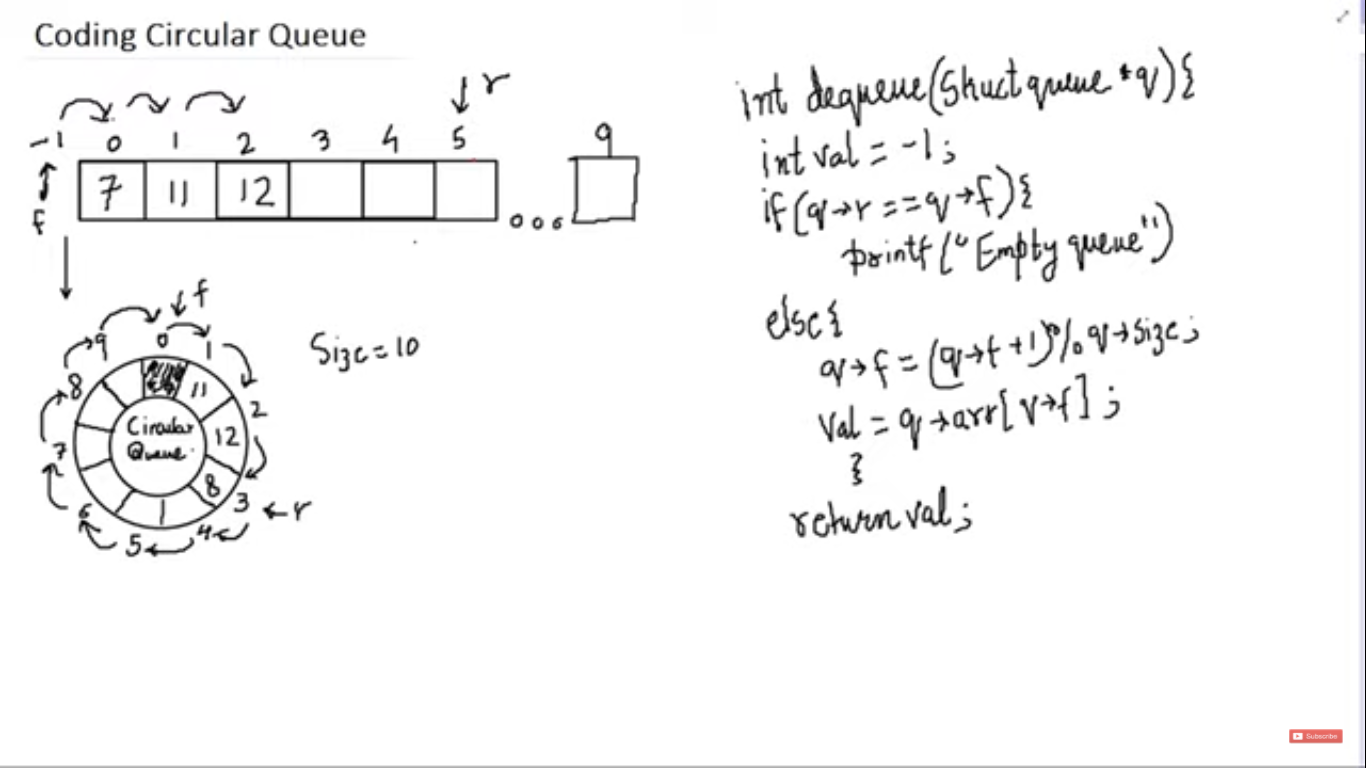 Coding Circular Queue
r
-1 0 1 2 3 4 5 9
7 11 12
f
f
Size = 10
9 0 1
8 11 2
Circular
Queue
12
7 8 3 r
6 5 4
int dequeue(Struct queue *q){
int val = -1;
if(q→r == q→f){
printf("Empty queue")
else{
q→f = (q→f +1)% q→size;
val = q→arr[q→f];
}
return val;
Subscribe